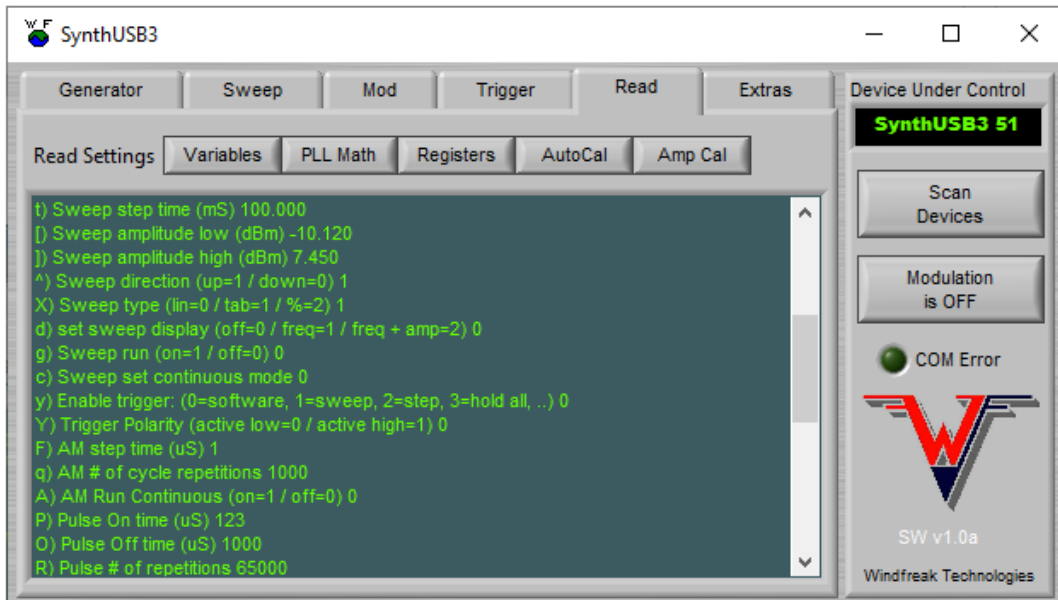 W F
SynthUSB3
Generator Sweep Mod Trigger Read Extras
Read Settings Variables PLL Math Registers AutoCal Amp Cal
t) Sweep step time (mS) 100.000
[) Sweep amplitude low (dBm) -10.120
]) Sweep amplitude high (dBm) 7.450
^) Sweep direction (up=1 / down=0) 1
X) Sweep type (lin=0 / tab=1 / %=2) 1
d) set sweep display (off=0 / freq=1 / freq + amp=2) 0
g) Sweep run (on=1 / off=0) 0
c) Sweep set continuous mode 0
y) Enable trigger: (0=software, 1=sweep, 2=step, 3=hold all, ..) 0
Y) Trigger Polarity (active low=0 / active high=1) 0
F) AM step time (uS) 1
q) AM # of cycle repetitions 1000
A) AM Run Continuous (on=1 / off=0) 0
P) Pulse On time (uS) 123
O) Pulse Off time (uS) 1000
R) Pulse # of repetitions 65000
Device Under Control
SynthUSB3 51
Scan
Devices
Modulation
is OFF
COM Error
W
SW v1.0a
Windfreak Technologies